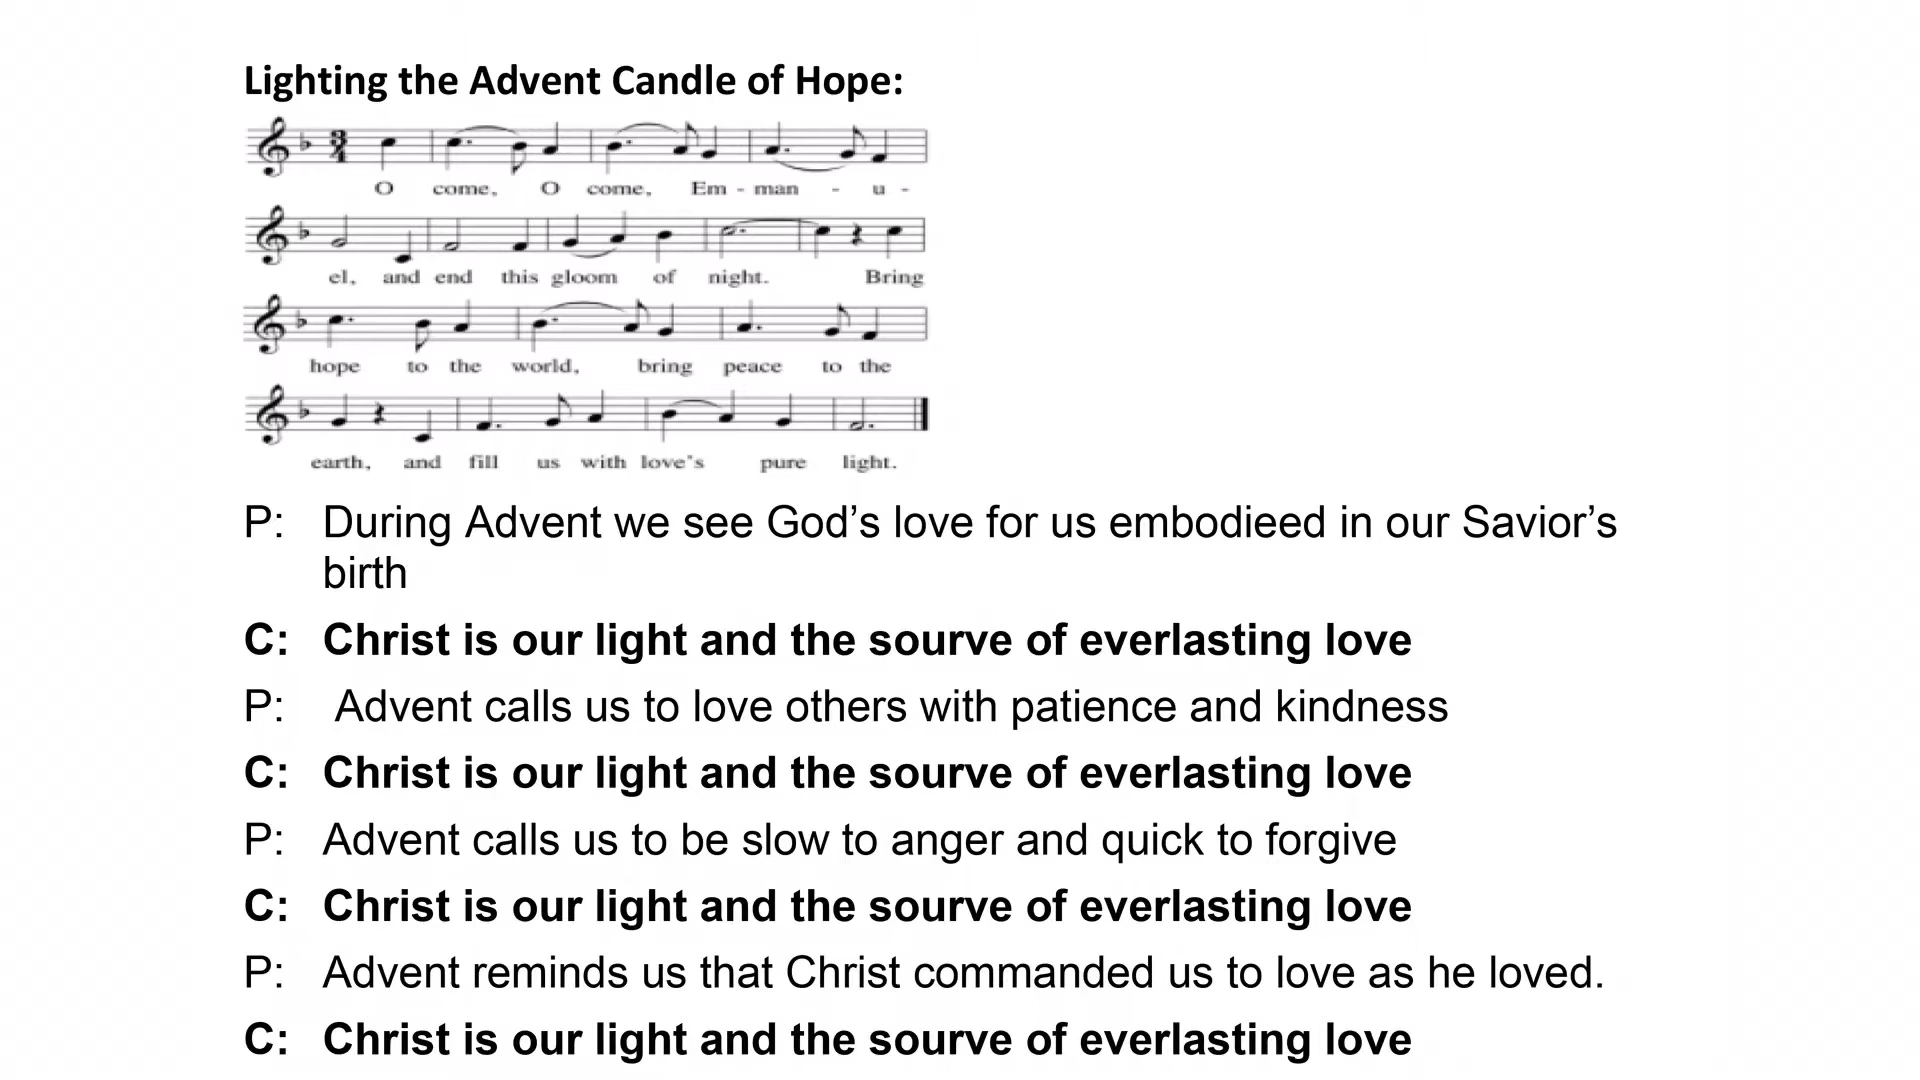 Lighting the Advent Candle of Hope:
O come, O come, Em - man - u -
el, and end this gloom of night. Bring
hope to the world, bring peace to the
earth, and fill us with love's pure light.
P: During Advent we see God’s love for us embodieed in our Savior’s
birth
C: Christ is our light and the sourve of everlasting love
P: Advent calls us to love others with patience and kindness
C: Christ is our light and the sourve of everlasting love
P: Advent calls us to be slow to anger and quick to forgive
C: Christ is our light and the sourve of everlasting love
P: Advent reminds us that Christ commanded us to love as he loved.
C: Christ is our light and the sourve of everlasting love